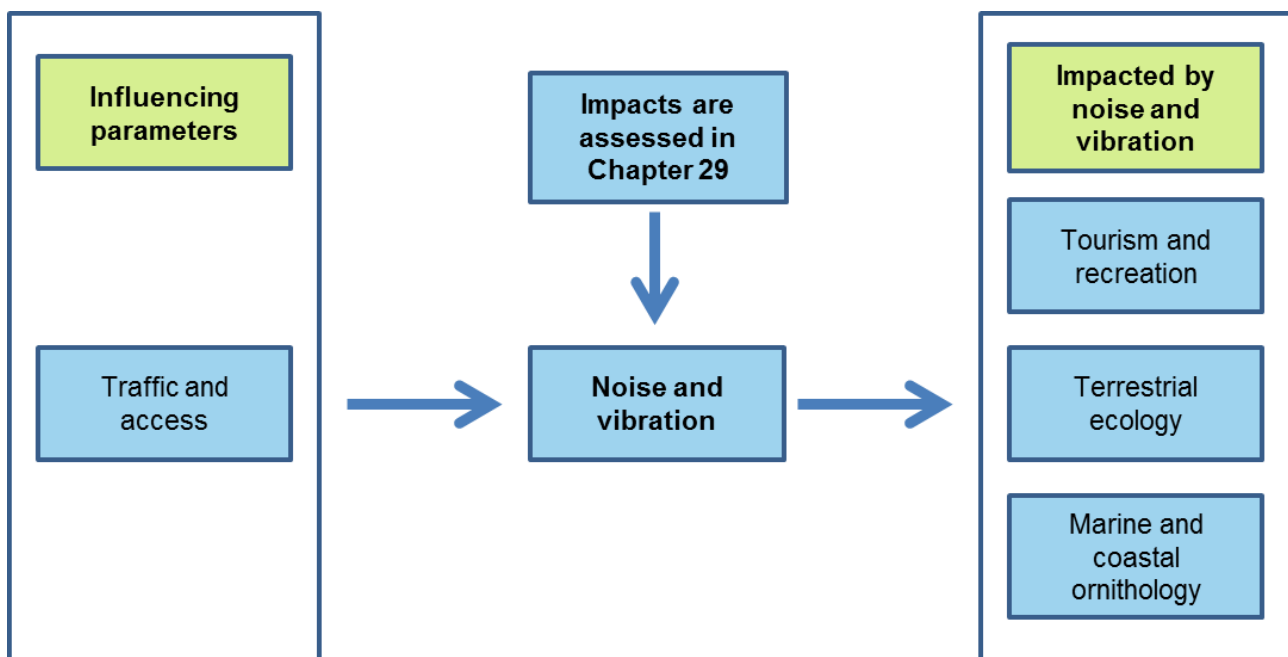 Influencing
parameters
Traffic and
access
Impacts are
assessed in
Chapter 29
Noise and
vibration
Impacted by
noise and
vibration
Tourism and
recreation
Terrestrial
ecology
Marine and
coastal
ornithology